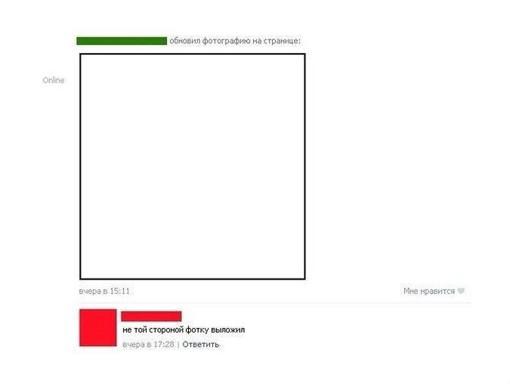 обновил фотографию на странице:
Online
вчера в 15:11 Мне нравится
не той стороной фотку выложил
вчера в 17:28 | Ответить